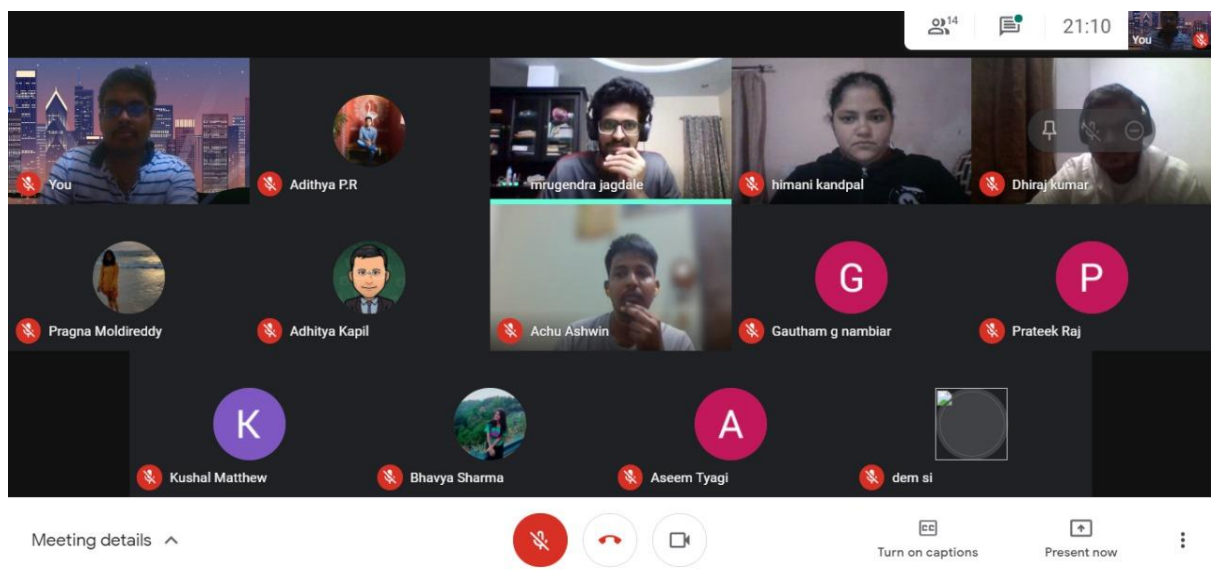 14 21:10
You
You Adithya P.R mrugendra jagdale himani kandpal Dhiraj kumar
G P
Pragna Moldireddy Adhitya Kapil Achu Ashwin Gautham g nambiar Prateek Raj
K A
Kushal Matthew Bhavya Sharma Aseem Tyagi dem si
Meeting details CC Turn on captions Present now